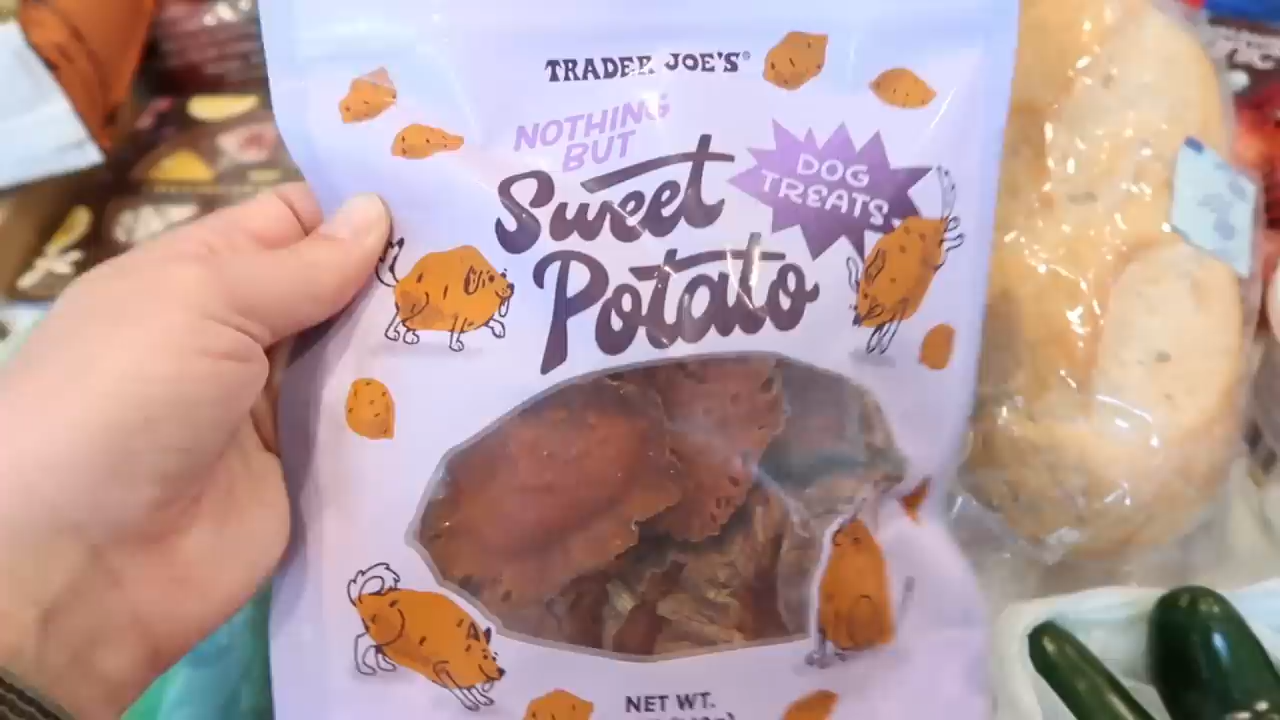 TRADER JOE'S®
NOTHING
BUT
Sweet
Potato
DOG
TREATS
NET WT.